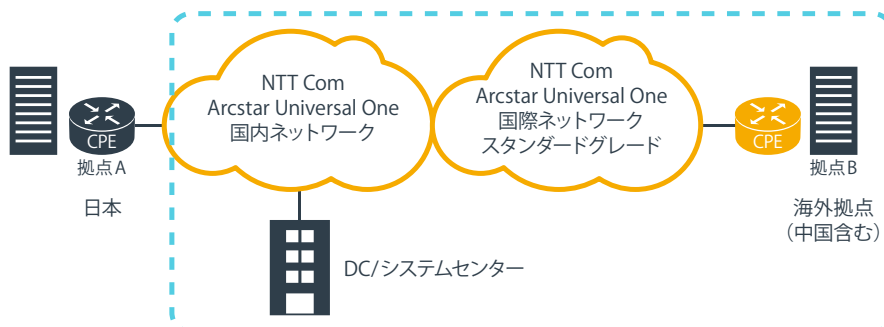 NTT Com
Arcstar Universal One
国内ネットワーク
NTT Com
Arcstar Universal One
国際ネットワーク
スタンダードグレード
CPE
拠点A
日本
CPE
拠点B
海外拠点
（中国含む）
DC/システムセンター